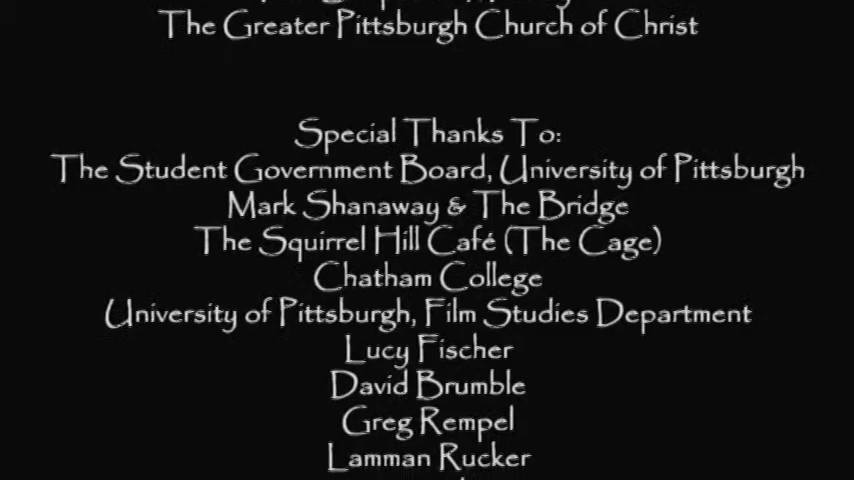 The Greater Pittsburgh Church of Christ
Special Thanks To:
The Student Government Board, University of Pittsburgh
Mark Shanaway & The Bridge
The Squirrel Hill Café (The Cage)
Chatham College
University of Pittsburgh, Film Studies Department
Lucy Fischer
David Brumble
Greg Rempel
Lamman Rucker